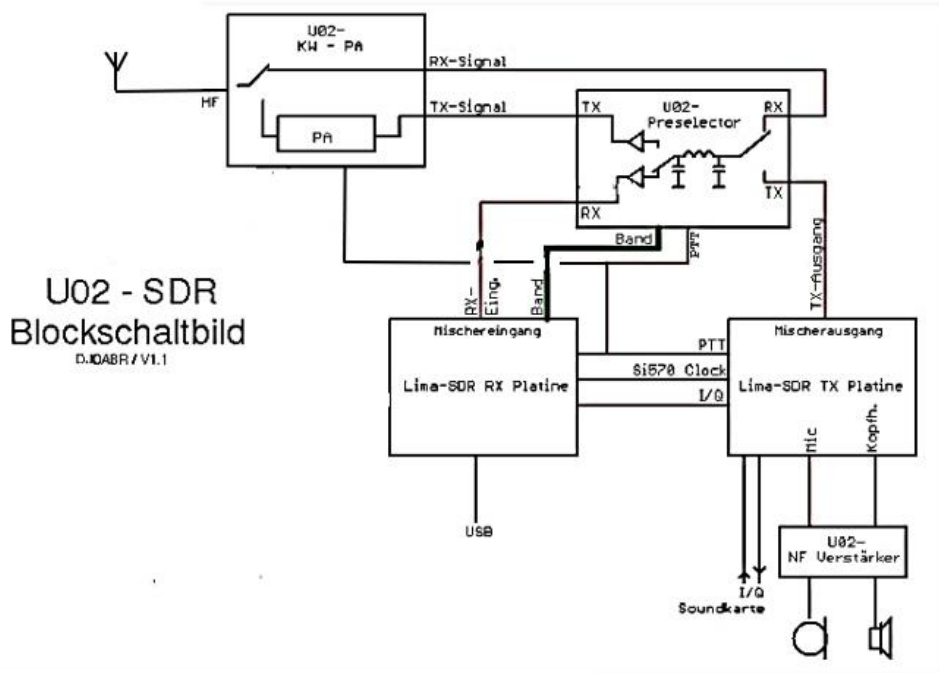 U02-
KW - PA
RX-Signal
HF
TX-Signal
PA
TX
U02-
Preselector
RX
TX
RX
Band
PTT
TX-Ausgang
RX-
Eing.
Band
U02 - SDR
Blockschaltbild
DJ0ABR / V1.1
Mischereingang
Lima-SDR RX Platine
PTT
Si570 Clock
I/Q
Mischerausgang
Lima-SDR TX Platine
Mic
Kopfh.
USB
U02-
NF Verstärker
I/Q
Soundkarte